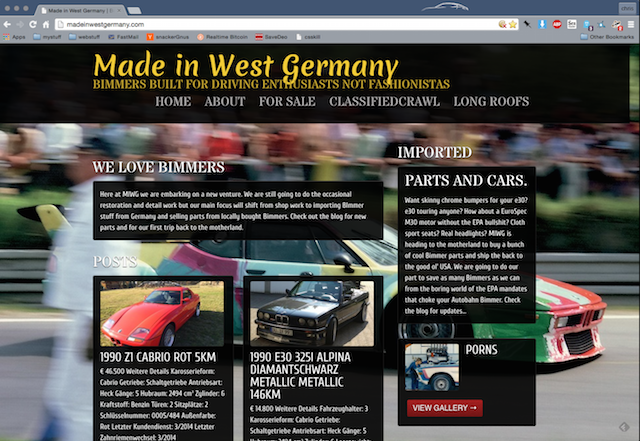 Made in West Germany | B
chris
madeinwestgermany.com
Apps
mystuff
webstuff
FastMail
snackerGnus
Realtime Bitcoin
SaveDeo
caskill
Other Bookmarks
Made in West Germany
BIMMERS BUILT FOR DRIVING ENTHUSIASTS NOT FASHIONISTAS
HOME ABOUT FOR SALE CLASSIFIEDCRAWL LONG ROOFS
WE LOVE BIMMERS
Here at MIWG we are embarking on a new venture. We are still going to do the occasional
restoration and detail work but our main focus will shift from shop work to importing Bimmer
stuff from Germany and selling parts from locally bought Bimmers. Check out the blog for new
parts and for our first trip back to the motherland.
POSTS
1990 Z1 CABRIO ROT 5KM
€ 46.500 Weitere Details Karosserieform:
Cabrio Getriebe: Schaltgetriebe Antriebsart:
Heck Gänge: 5 Hubraum: 2494 cm³ Zylinder: 6
Kraftstoff: Benzin Türen: 2 Sitzplätze: 2
Schlüsselnummer: 0005/484 Außenfarbe:
Rot Letzter Kundendienst: 3/2014 Letzter
Zahnriemenwechsel 3/2014
1990 E30 325I ALPINA
DIAMANTSCHWARZ
METALLIC METALLIC
146KM
€ 14.800 Weitere Details Fahrzeughalter: 3
Karosserieform: Cabrio Getriebe:
Schaltgetriebe Antriebsart: Heck Gänge: 5
IMPORTED
PARTS AND CARS.
Want skinny chrome bumpers for your e30?
e30 touring anyone? How about a EuroSpec
M30 motor without the EPA bullshit? Cloth
sport seats? Real headlights? MIWG is
heading to the motherland to buy a bunch
of cool Bimmer parts and ship the back to
the good ol' USA. We are going to do our
part to save as many Bimmers as we can
from the boring world of the EPA mandates
that choke your Autobahn Bimmer. Check
the blog for updates...
PORNS
VIEW GALLERY →